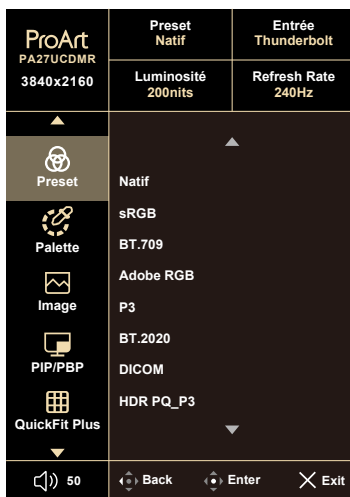 ProArt
PA27UCDMR
3840x2160
Preset
Natif
Entrée
Thunderbolt
Luminosité
200nits
Refresh Rate
240Hz
Preset
Palette
Image
PIP/PBP
QuickFit Plus
Natif
sRGB
BT.709
Adobe RGB
P3
BT.2020
DICOM
HDR PQ_P3
50
Back
Enter
Exit